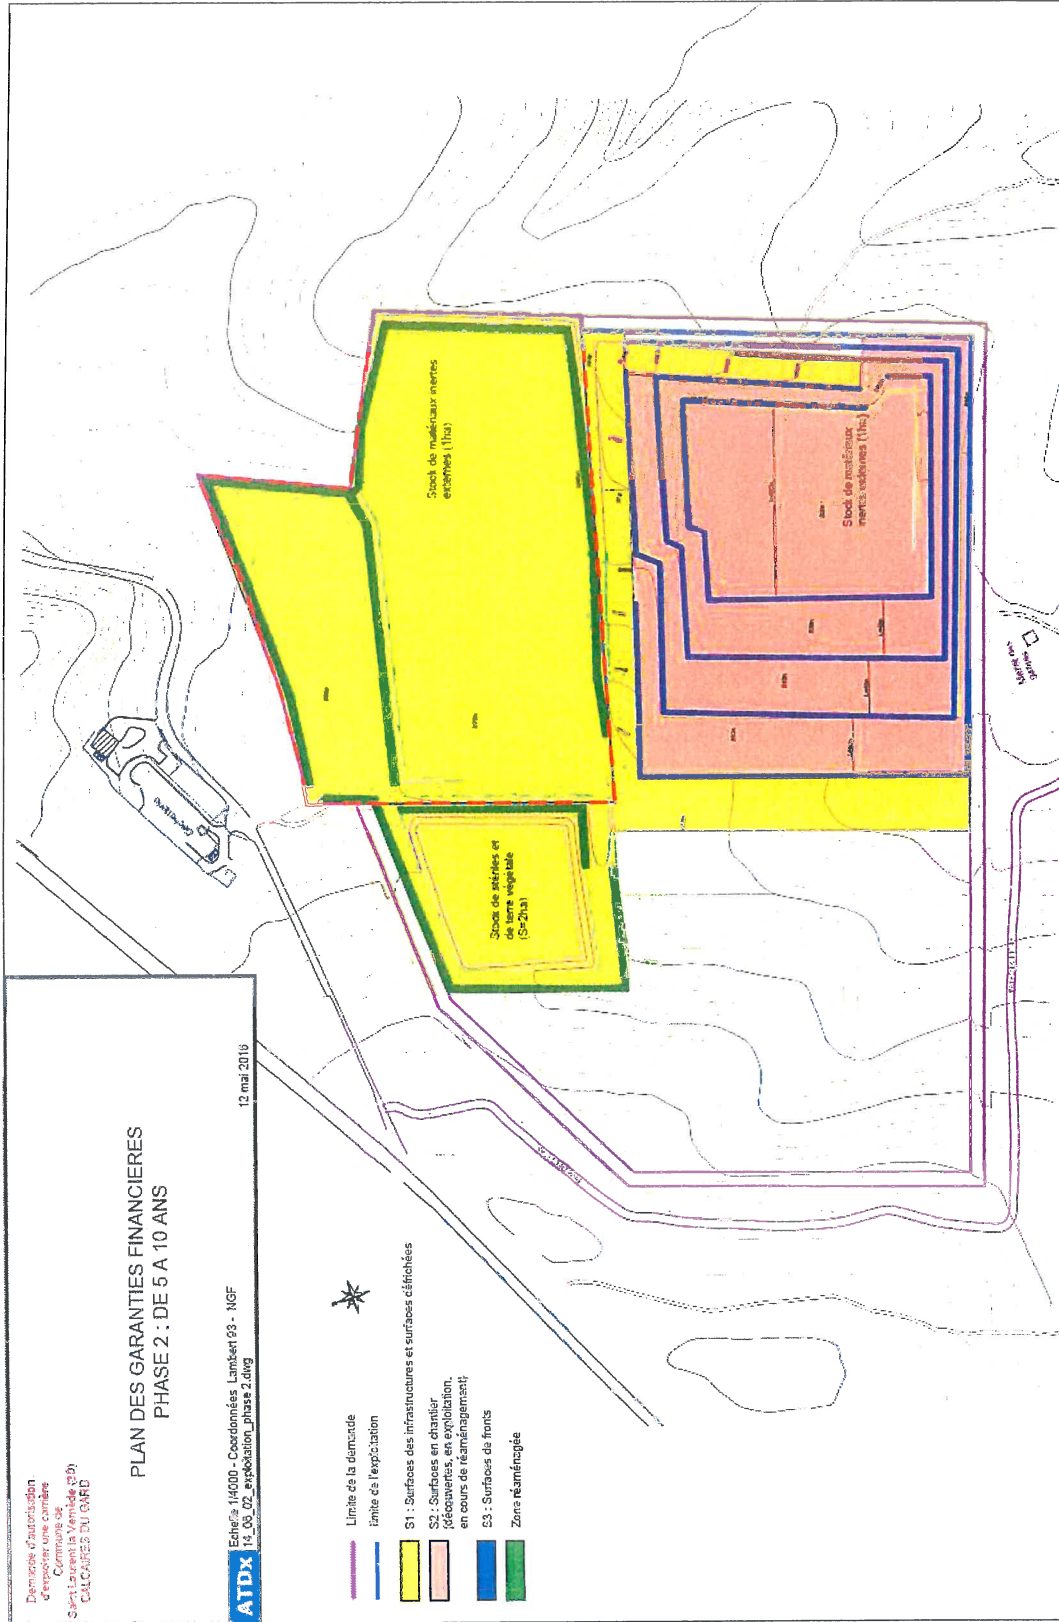 Demande d'autorisation
d'exploiter une carrière
Commune de
Saint Laurent la Vernède (30)
CALCAIRES DU GARD
PLAN DES GARANTIES FINANCIERES
PHASE 2 : DE 5 A 10 ANS
ATDx
Echelle 1/4000 - Coordonnées Lambert 93 - NGF
14_08_02_exploitation_phase 2.dwg
12 mai 2016
Limite de la demande
limite de l'exploitation
S1 : Surfaces des infrastructures et surfaces défrichées
S2 : Surfaces en chantier
(découvertes, en exploitation,
en cours de réaménagement)
S3 : Surfaces de fronts
Zone réaménagée
Stock de stériles et
de terre végétale
(S=2ha)
Stock de matériaux inertes
externes (1ha)
Stock de matériaux
inertes externes (1ha)